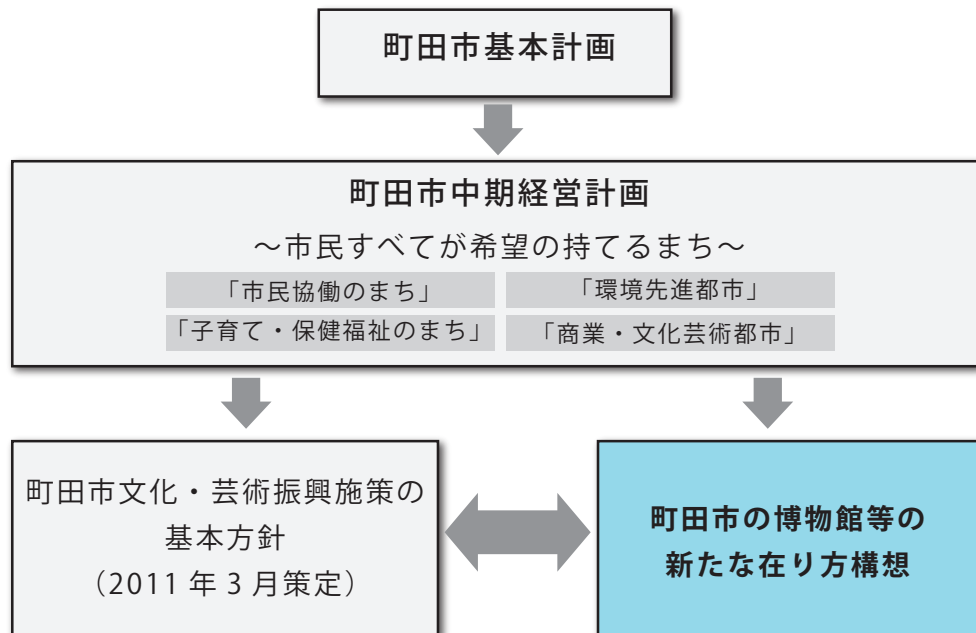 町田市基本計画
町田市中期経営計画
～市民すべてが希望の持てるまち～
「市民協働のまち」
「環境先進都市」
「子育て・保健福祉のまち」
「商業・文化芸術都市」
町田市文化・芸術振興施策の
基本方針
（2011 年 3 月策定）
町田市の博物館等の
新たな在り方構想